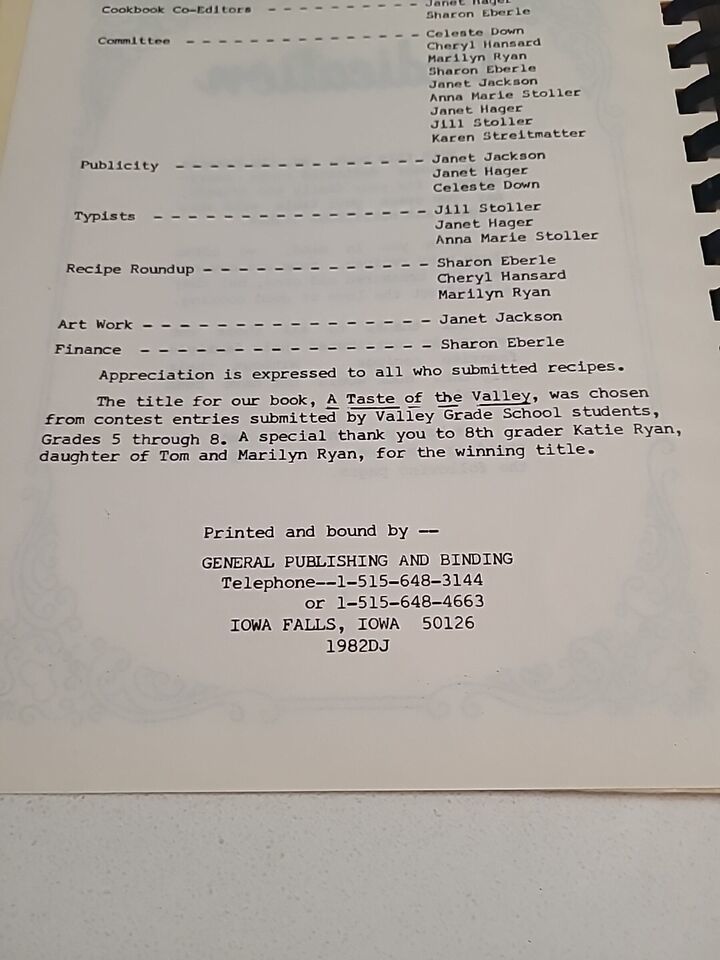 Cookbook Co-Editors - - - - - - - - - - - Janet Hager
Sharon Eberle
Committee - - - - - - - - - - - - - - - - - Celeste Down
Cheryl Hansard
Marilyn Ryan
Sharon Eberle
Janet Jackson
Anna Marie Stoller
Janet Hager
Jill Stoller
Karen Streitmatter
Publicity - - - - - - - - - - - - - - - Janet Jackson
Janet Hager
Celeste Down
Typists - - - - - - - - - - - - - - - - Jill Stoller
Janet Hager
Anna Marie Stoller
Recipe Roundup - - - - - - - - - - - - - Sharon Eberle
Cheryl Hansard
Marilyn Ryan
Art Work - - - - - - - - - - - - - - - - Janet Jackson
Finance - - - - - - - - - - - - - - - - Sharon Eberle
Appreciation is expressed to all who submitted recipes.
The title for our book, A Taste of the Valley, was chosen
from contest entries submitted by Valley Grade School students,
Grades 5 through 8. A special thank you to 8th grader Katie Ryan,
daughter of Tom and Marilyn Ryan, for the winning title.
Printed and bound by --
GENERAL PUBLISHING AND BINDING
Telephone--1-515-648-3144
or 1-515-648-4663
IOWA FALLS, IOWA 50126
1982DJ